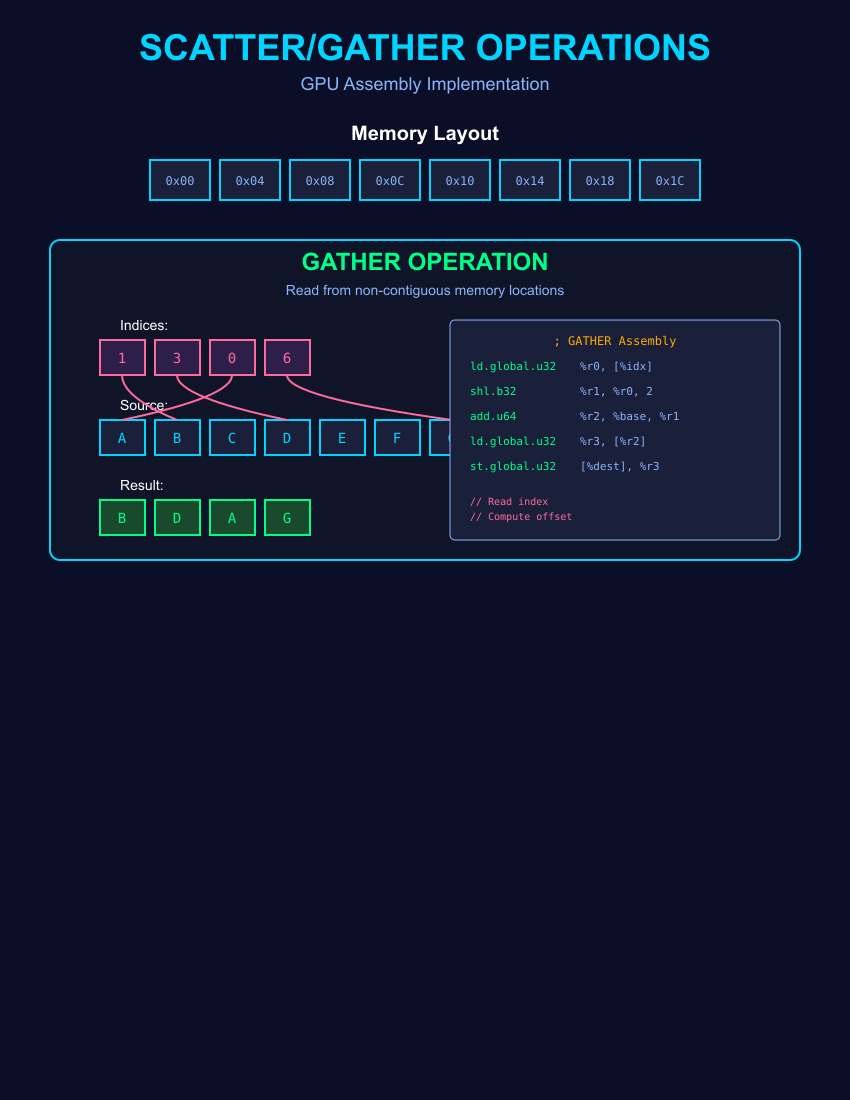 SCATTER/GATHER OPERATIONS
GPU Assembly Implementation
Memory Layout
0x00 0x04 0x08 0x0C 0x10 0x14 0x18 0x1C
GATHER OPERATION
Read from non-contiguous memory locations
Indices:
1 3 0 6
Source:
A B C D E F
Result:
B D A G
; GATHER Assembly
ld.global.u32 %r0, [%idx]
shl.b32 %r1, %r0, 2
add.u64 %r2, %base, %r1
ld.global.u32 %r3, [%r2]
st.global.u32 [%dest], %r3
// Read index
// Compute offset